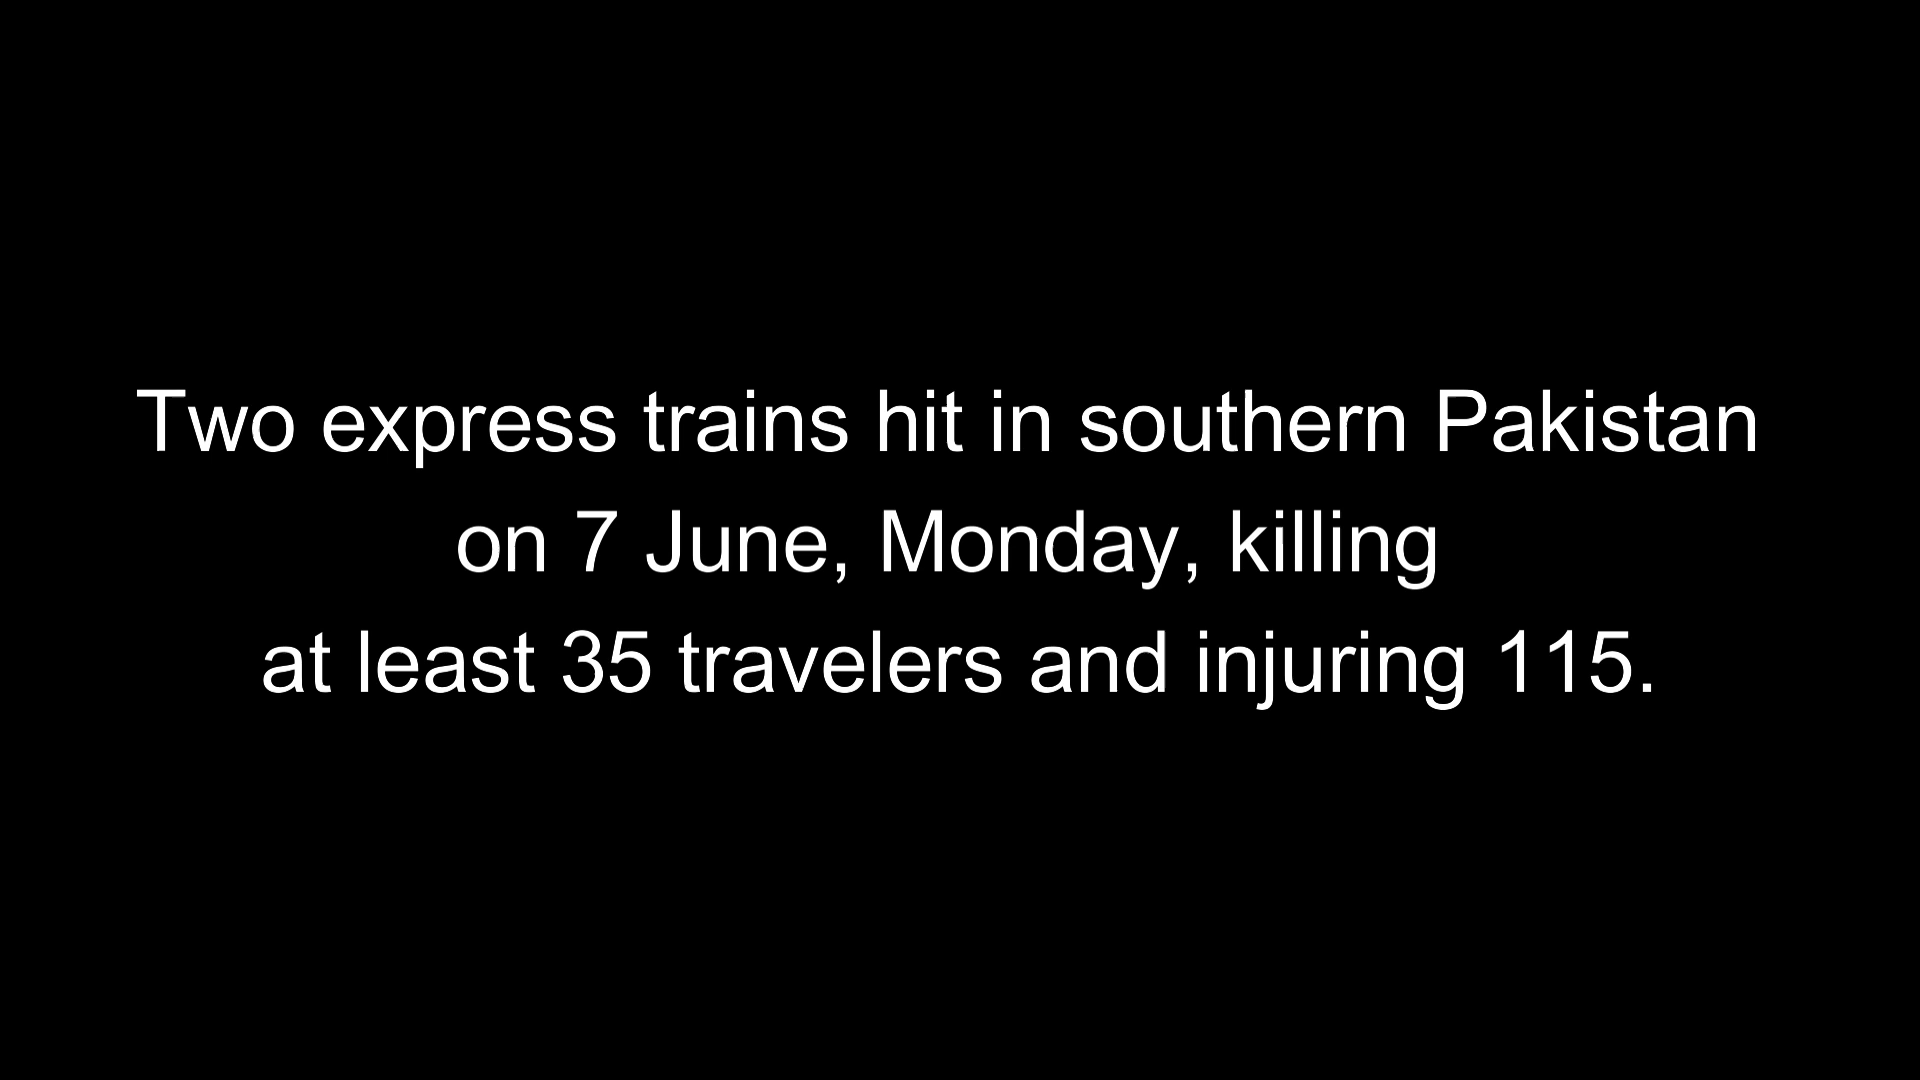 Two express trains hit in southern Pakistan
on 7 June, Monday, killing
at least 35 travelers and injuring 115.